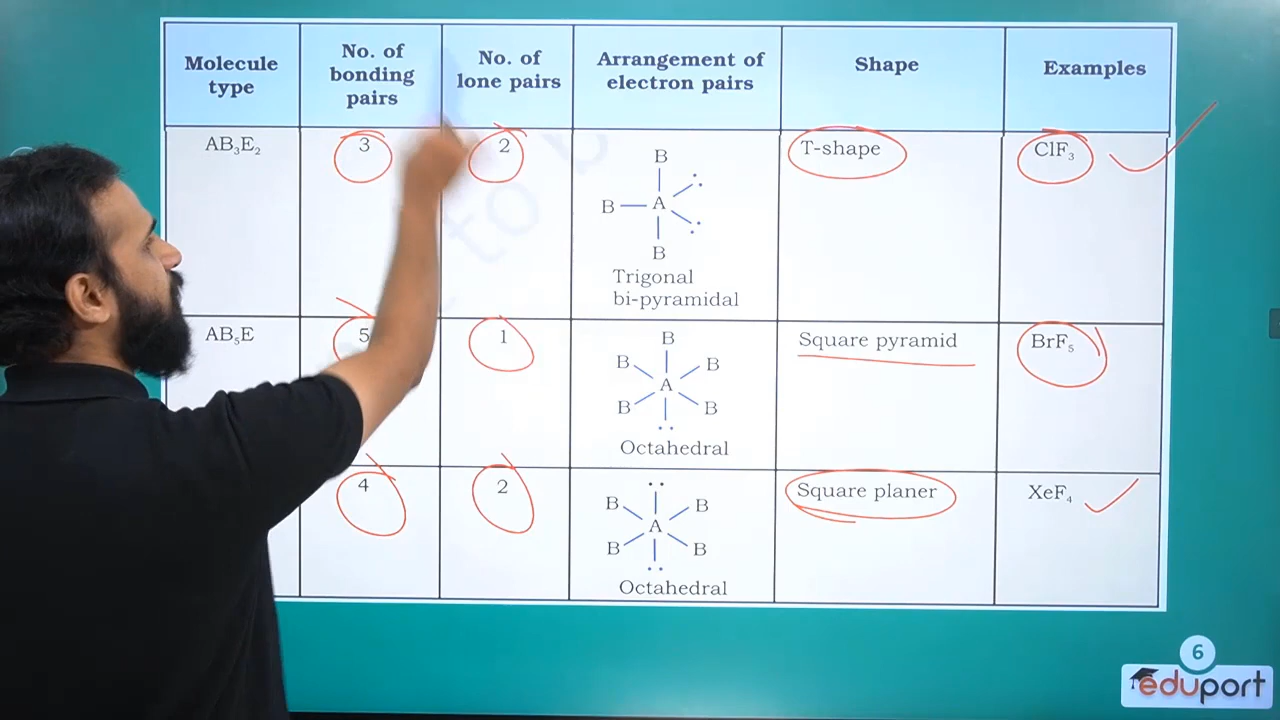 Molecule type
No. of bonding pairs
No. of lone pairs
Arrangement of electron pairs
Shape
Examples
AB₃E₂
3
2
B
B A
B
Trigonal
bi-pyramidal
T-shape
ClF₃
AB₅E
5
1
B
B B
A
B B
Octahedral
Square pyramid
BrF₅
4
2
B B
A
B B
Octahedral
Square planer
XeF₄
to b
6
eduport